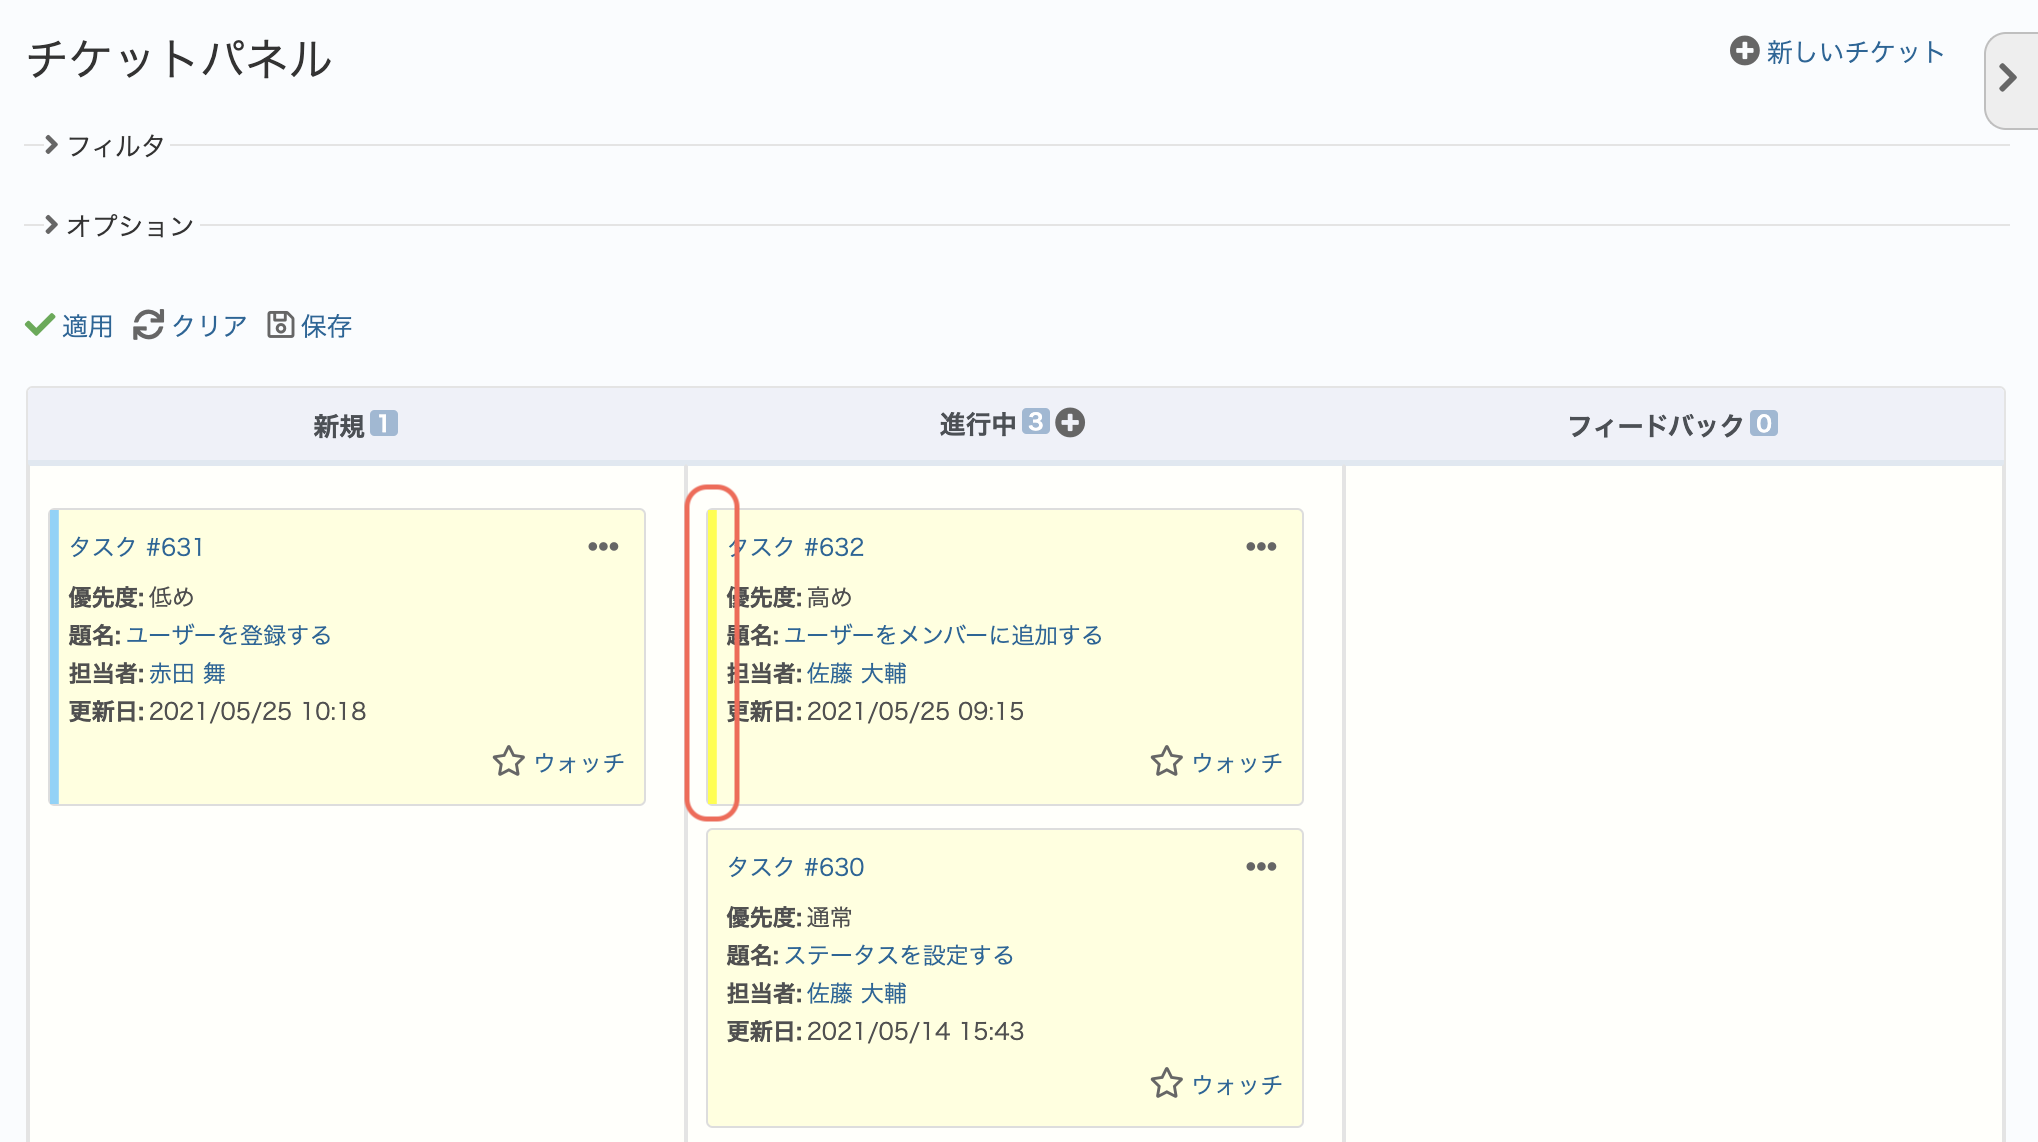 チケットパネル
新しいチケット
フィルタ
オプション
適用 クリア 保存
新規 1
進行中 3
フィードバック 0
タスク #631
優先度: 低め
題名: ユーザーを登録する
担当者: 赤田 舞
更新日: 2021/05/25 10:18
ウォッチ
タスク #632
優先度: 高め
題名: ユーザーをメンバーに追加する
担当者: 佐藤 大輔
更新日: 2021/05/25 09:15
ウォッチ
タスク #630
優先度: 通常
題名: ステータスを設定する
担当者: 佐藤 大輔
更新日: 2021/05/14 15:43
ウォッチ